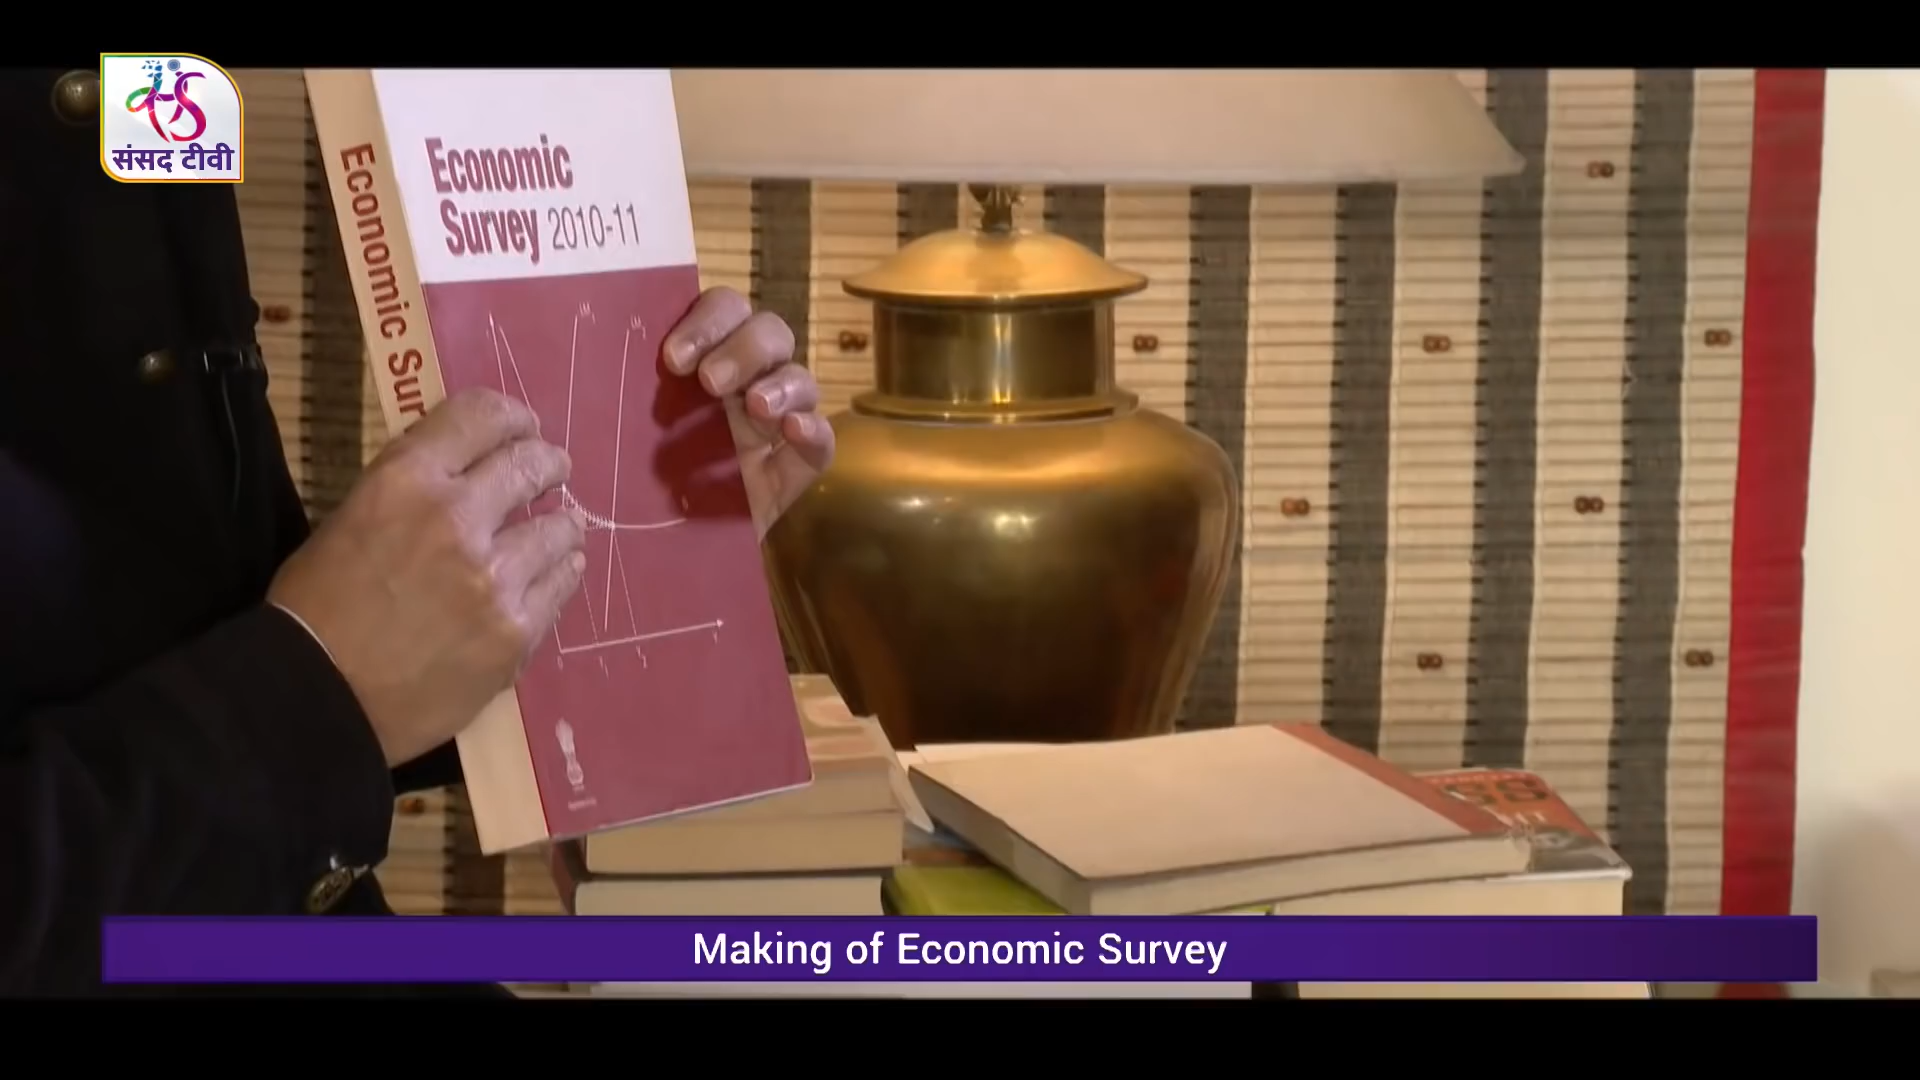 संसद टीवी
Economic
Survey 2010-11
Economic Sur
Making of Economic Survey